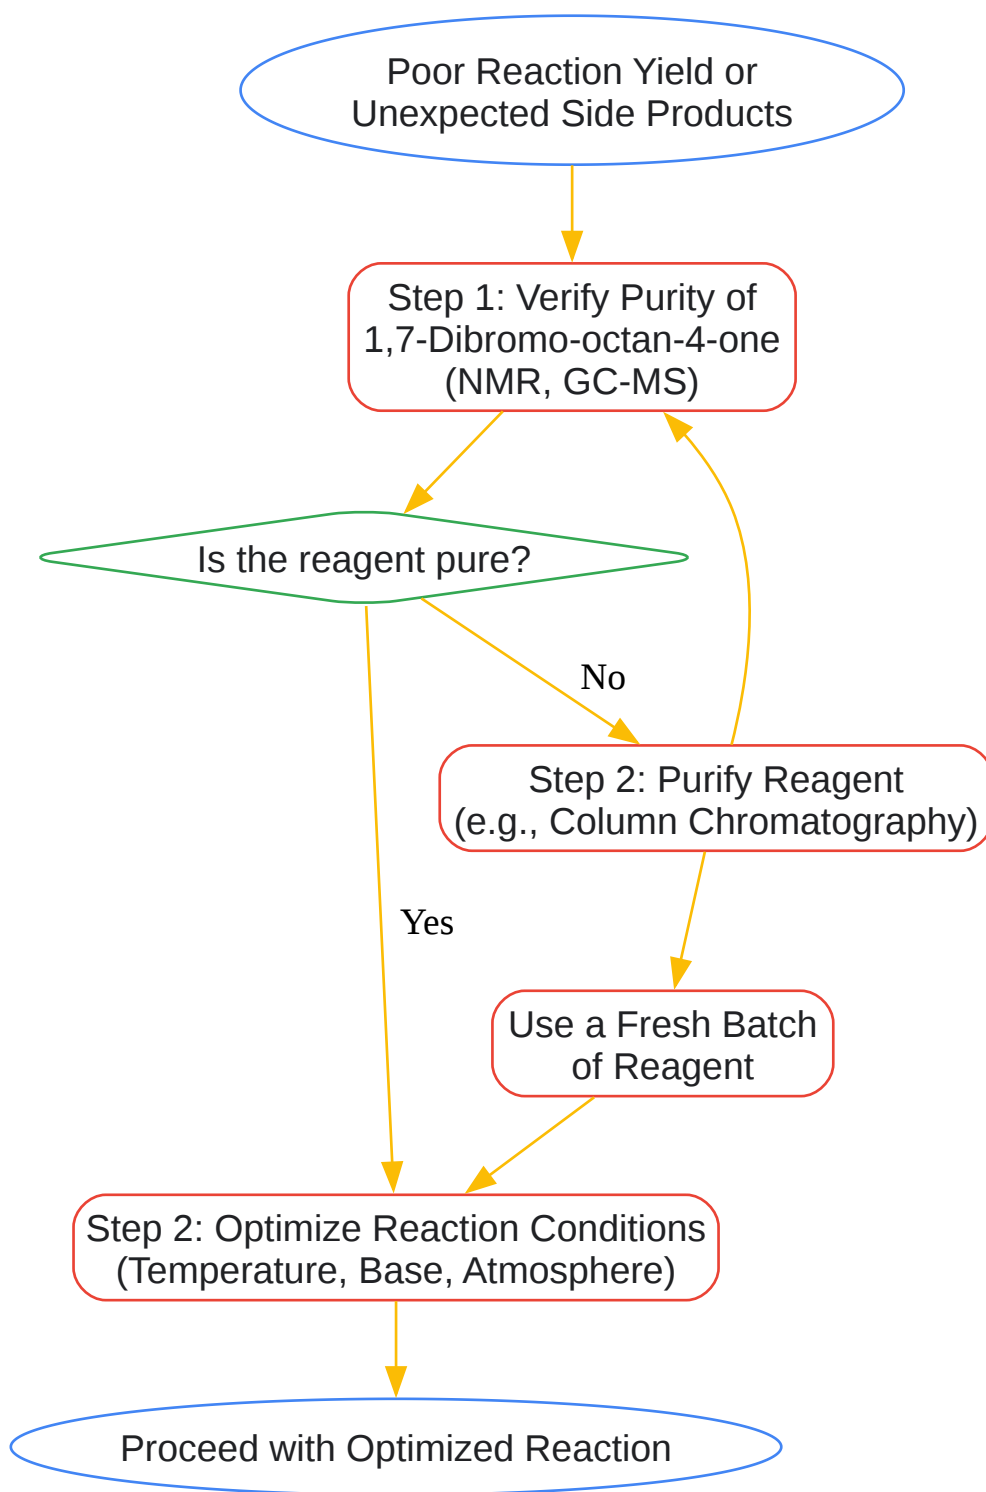 Poor Reaction Yield or
Unexpected Side Products
Step 1: Verify Purity of
1,7-Dibromo-octan-4-one
(NMR, GC-MS)
Is the reagent pure?
No
Step 2: Purify Reagent
(e.g., Column Chromatography)
Yes
Use a Fresh Batch
of Reagent
Step 2: Optimize Reaction Conditions
(Temperature, Base, Atmosphere)
Proceed with Optimized Reaction